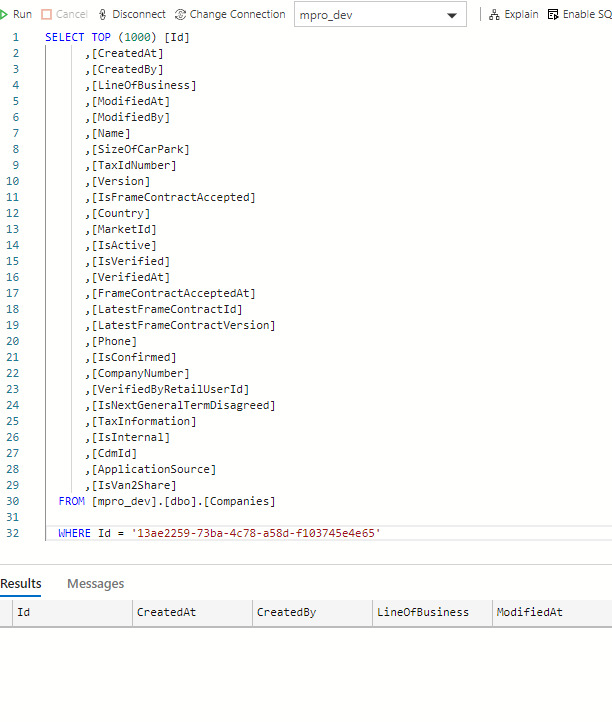 Run Cancel Disconnect Change Connection mpro_dev Explain Enable SQ
1 SELECT TOP (1000) [Id]
2 ,[CreatedAt]
3 ,[CreatedBy]
4 ,[LineOfBusiness]
5 ,[ModifiedAt]
6 ,[ModifiedBy]
7 ,[Name]
8 ,[SizeOfCarPark]
9 ,[TaxIdNumber]
10 ,[Version]
11 ,[IsFrameContractAccepted]
12 ,[Country]
13 ,[MarketId]
14 ,[IsActive]
15 ,[IsVerified]
16 ,[VerifiedAt]
17 ,[FrameContractAcceptedAt]
18 ,[LatestFrameContractId]
19 ,[LatestFrameContractVersion]
20 ,[Phone]
21 ,[IsConfirmed]
22 ,[CompanyNumber]
23 ,[VerifiedByRetailUserId]
24 ,[IsNextGeneralTermDisagreed]
25 ,[TaxInformation]
26 ,[IsInternal]
27 ,[CdmId]
28 ,[ApplicationSource]
29 ,[IsVan2Share]
30 FROM [mpro_dev].[dbo].[Companies]
31
32 WHERE Id = '13ae2259-73ba-4c78-a58d-f103745e4e65'
Results Messages
Id CreatedAt CreatedBy LineOfBusiness ModifiedAt